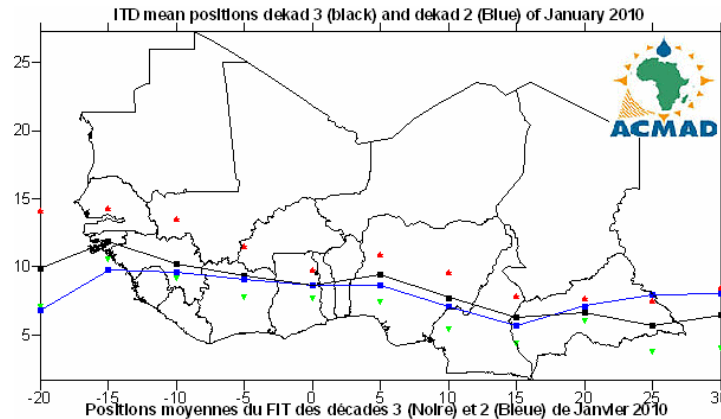 ITD mean positions dekad 3 (black) and dekad 2 (Blue) of January 2010
ACMAD
25
20
15
10
5
-20 -15 -10 -5 0 5 10 15 20 25 30
Positions moyennes du FIT des décades 3 (Noire) et 2 (Bleue) de Janvier 2010